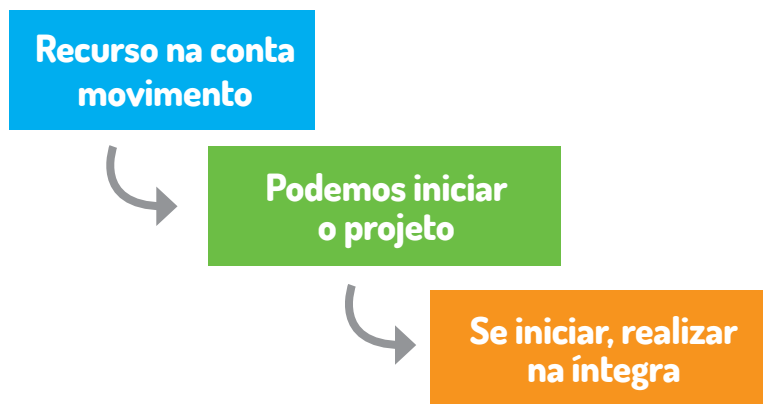 Recurso na conta
movimento
Podemos iniciar
o projeto
Se iniciar, realizar
na íntegra